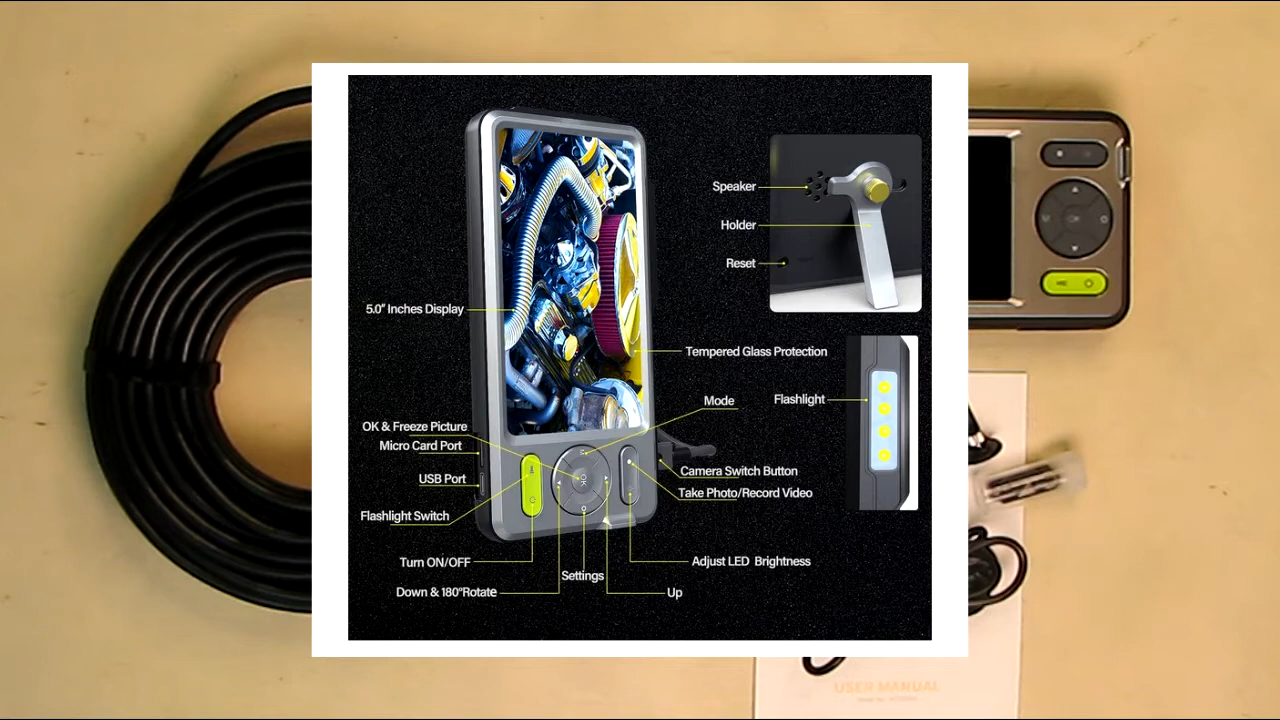 Speaker
Holder
Reset
5.0" Inches Display
Tempered Glass Protection
Mode
Flashlight
OK & Freeze Picture
Micro Card Port
USB Port
Flashlight Switch
Camera Switch Button
Take Photo/Record Video
OK
Turn ON/OFF
Adjust LED Brightness
Settings
Down & 180°Rotate
Up
USER MANUAL